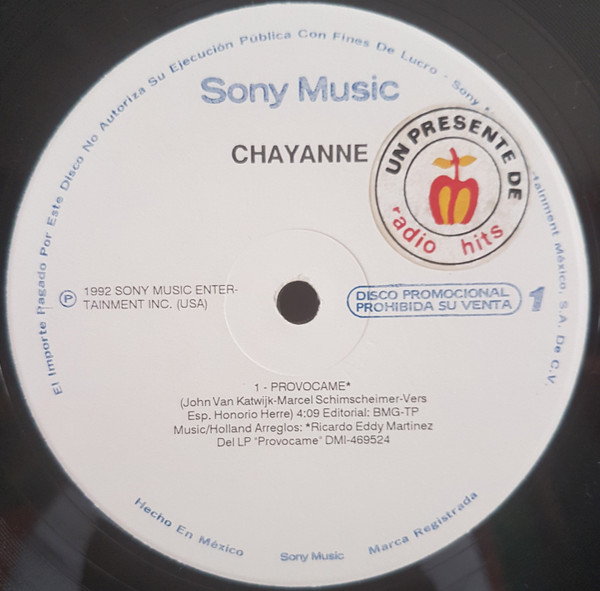 El Importe Pagado Por Este Disco No Autoriza Su Ejecución Pública Con Fines De Lucro - Sony
tainment México, S.A. De C.V.
Sony Music
CHAYANNE
UN PRESENTE DE
radio hits
℗ 1992 SONY MUSIC ENTER-
TAINMENT INC. (USA)
DISCO PROMOCIONAL
PROHIBIDA SU VENTA
1
1 - PROVOCAME*
(John Van Katwijk-Marcel Schimscheimer-Vers
Esp. Honorio Herre) 4:09 Editorial: BMG-TP
Music/Holland Arreglos: *Ricardo Eddy Martinez
Del LP "Provocame" DMI-469524
Hecho En México
Sony Music
Marca Registrada